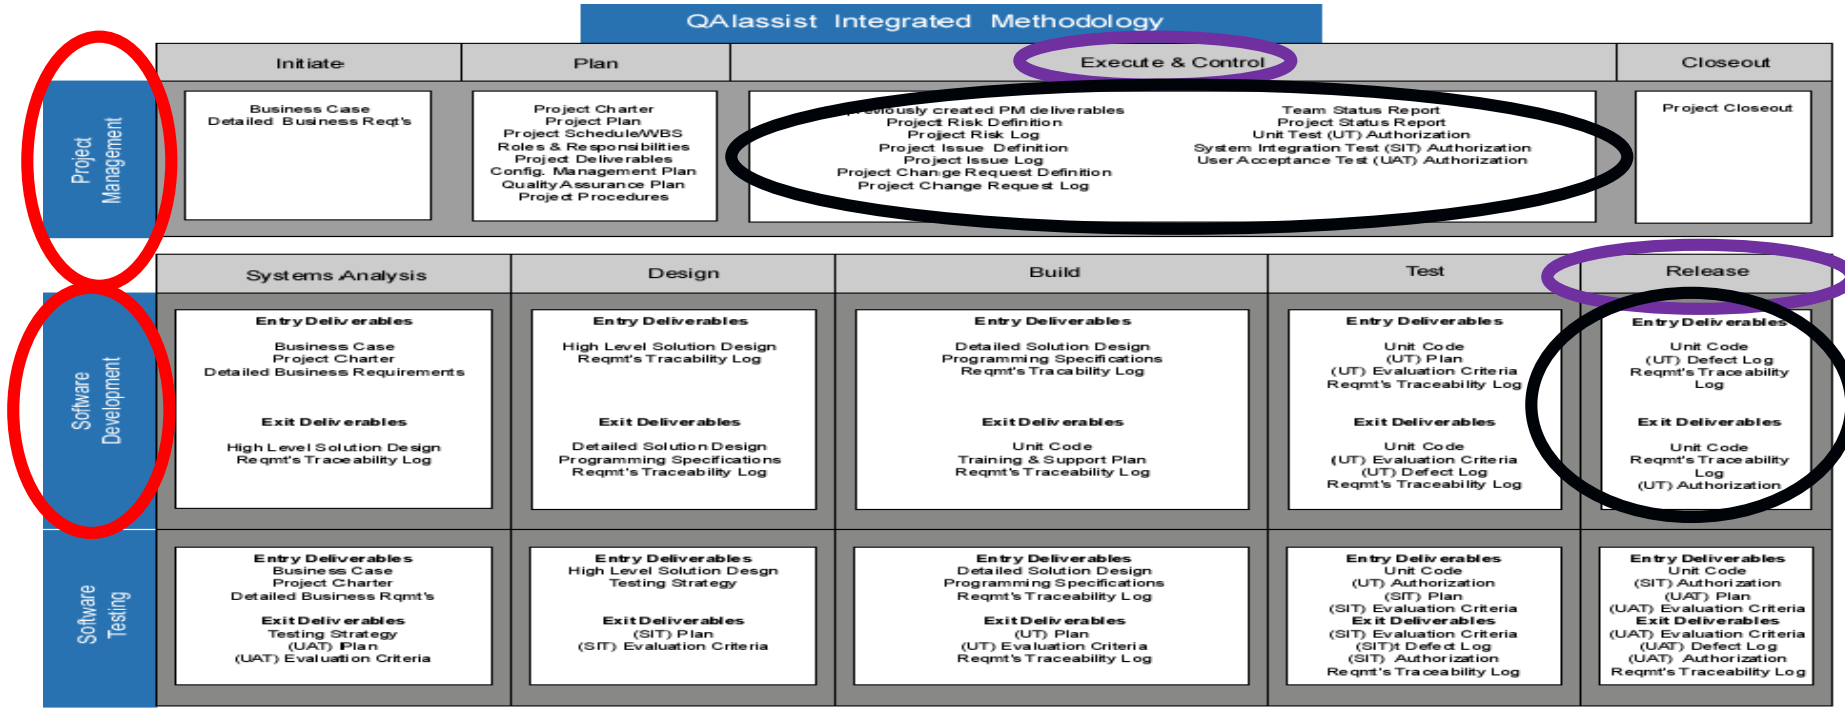 QAIassist Integrated Methodology
Initiate
Plan
Execute & Control
Closeout
Project
Management
Business Case
Detailed Business Reqt's
Project Charter
Project Plan
Project Schedule/WBS
Roles & Responsibilities
Project Deliverables
Config. Management Plan
Quality Assurance Plan
Project Procedures
created PM deliverables
Project Risk Definition
Project Risk Log
Project Issue Definition
Project Issue Log
Project Change Request Definition
Project Change Request Log
Team Status Report
Project Status Report
Unit Test (UT) Authorization
System Integration Test (SIT) Authorization
User Acceptance Test (UAT) Authorization
Project Closeout
Systems Analysis
Design
Build
Test
Release
Software
Development
Entry Deliverables
Business Case
Project Charter
Detailed Business Requirements
Exit Deliverables
High Level Solution Design
Reqmt's Traceability Log
Entry Deliverables
High Level Solution Design
Reqmt's Tracability Log
Exit Deliverables
Detailed Solution Design
Programming Specifications
Reqmt's Traceability Log
Entry Deliverables
Detailed Solution Design
Programming Specifications
Reqmt's Tracability Log
Exit Deliverables
Unit Code
Training & Support Plan
Reqmt's Traceability Log
Entry Deliverables
Unit Code
(UT) Plan
(UT) Evaluation Criteria
Reqmt's Traceability Log
Exit Deliverables
Unit Code
(UT) Evaluation Criteria
(UT) Defect Log
Reqmt's Traceability Log
Entry Deliverables
Unit Code
(UT) Defect Log
Reqmt's Traceability
Log
Exit Deliverables
Unit Code
Reqmt's Traceability
Log
(UT) Authorization
Software
Testing
Entry Deliverables
Business Case
Project Charter
Detailed Business Rqmt's
Exit Deliverables
Testing Strategy
(UAT) Plan
(UAT) Evaluation Criteria
Entry Deliverables
High Level Solution Desgn
Testing Strategy
Exit Deliverables
(SIT) Plan
(SIT) Evaluation Criteria
Entry Deliverables
Detailed Solution Design
Programming Specifications
Reqmt's Traceability Log
Exit Deliverables
(UT) Plan
(UT) Evaluation Criteria
Reqmt's Traceability Log
Entry Deliverables
Unit Code
(UT) Authorization
(SIT) Plan
(SIT) Evaluation Criteria
Exit Deliverables
(SIT) Evaluation Criteria
(SIT)t Defect Log
(SIT) Authorization
Reqmt's Traceability Log
Entry Deliverables
Unit Code
(SIT) Authorization
(UAT) Plan
(UAT) Evaluation Criteria
Exit Deliverables
(UAT) Evaluation Criteria
(UAT) Defect Log
(UAT) Authorization
Reqmt's Traceability Log